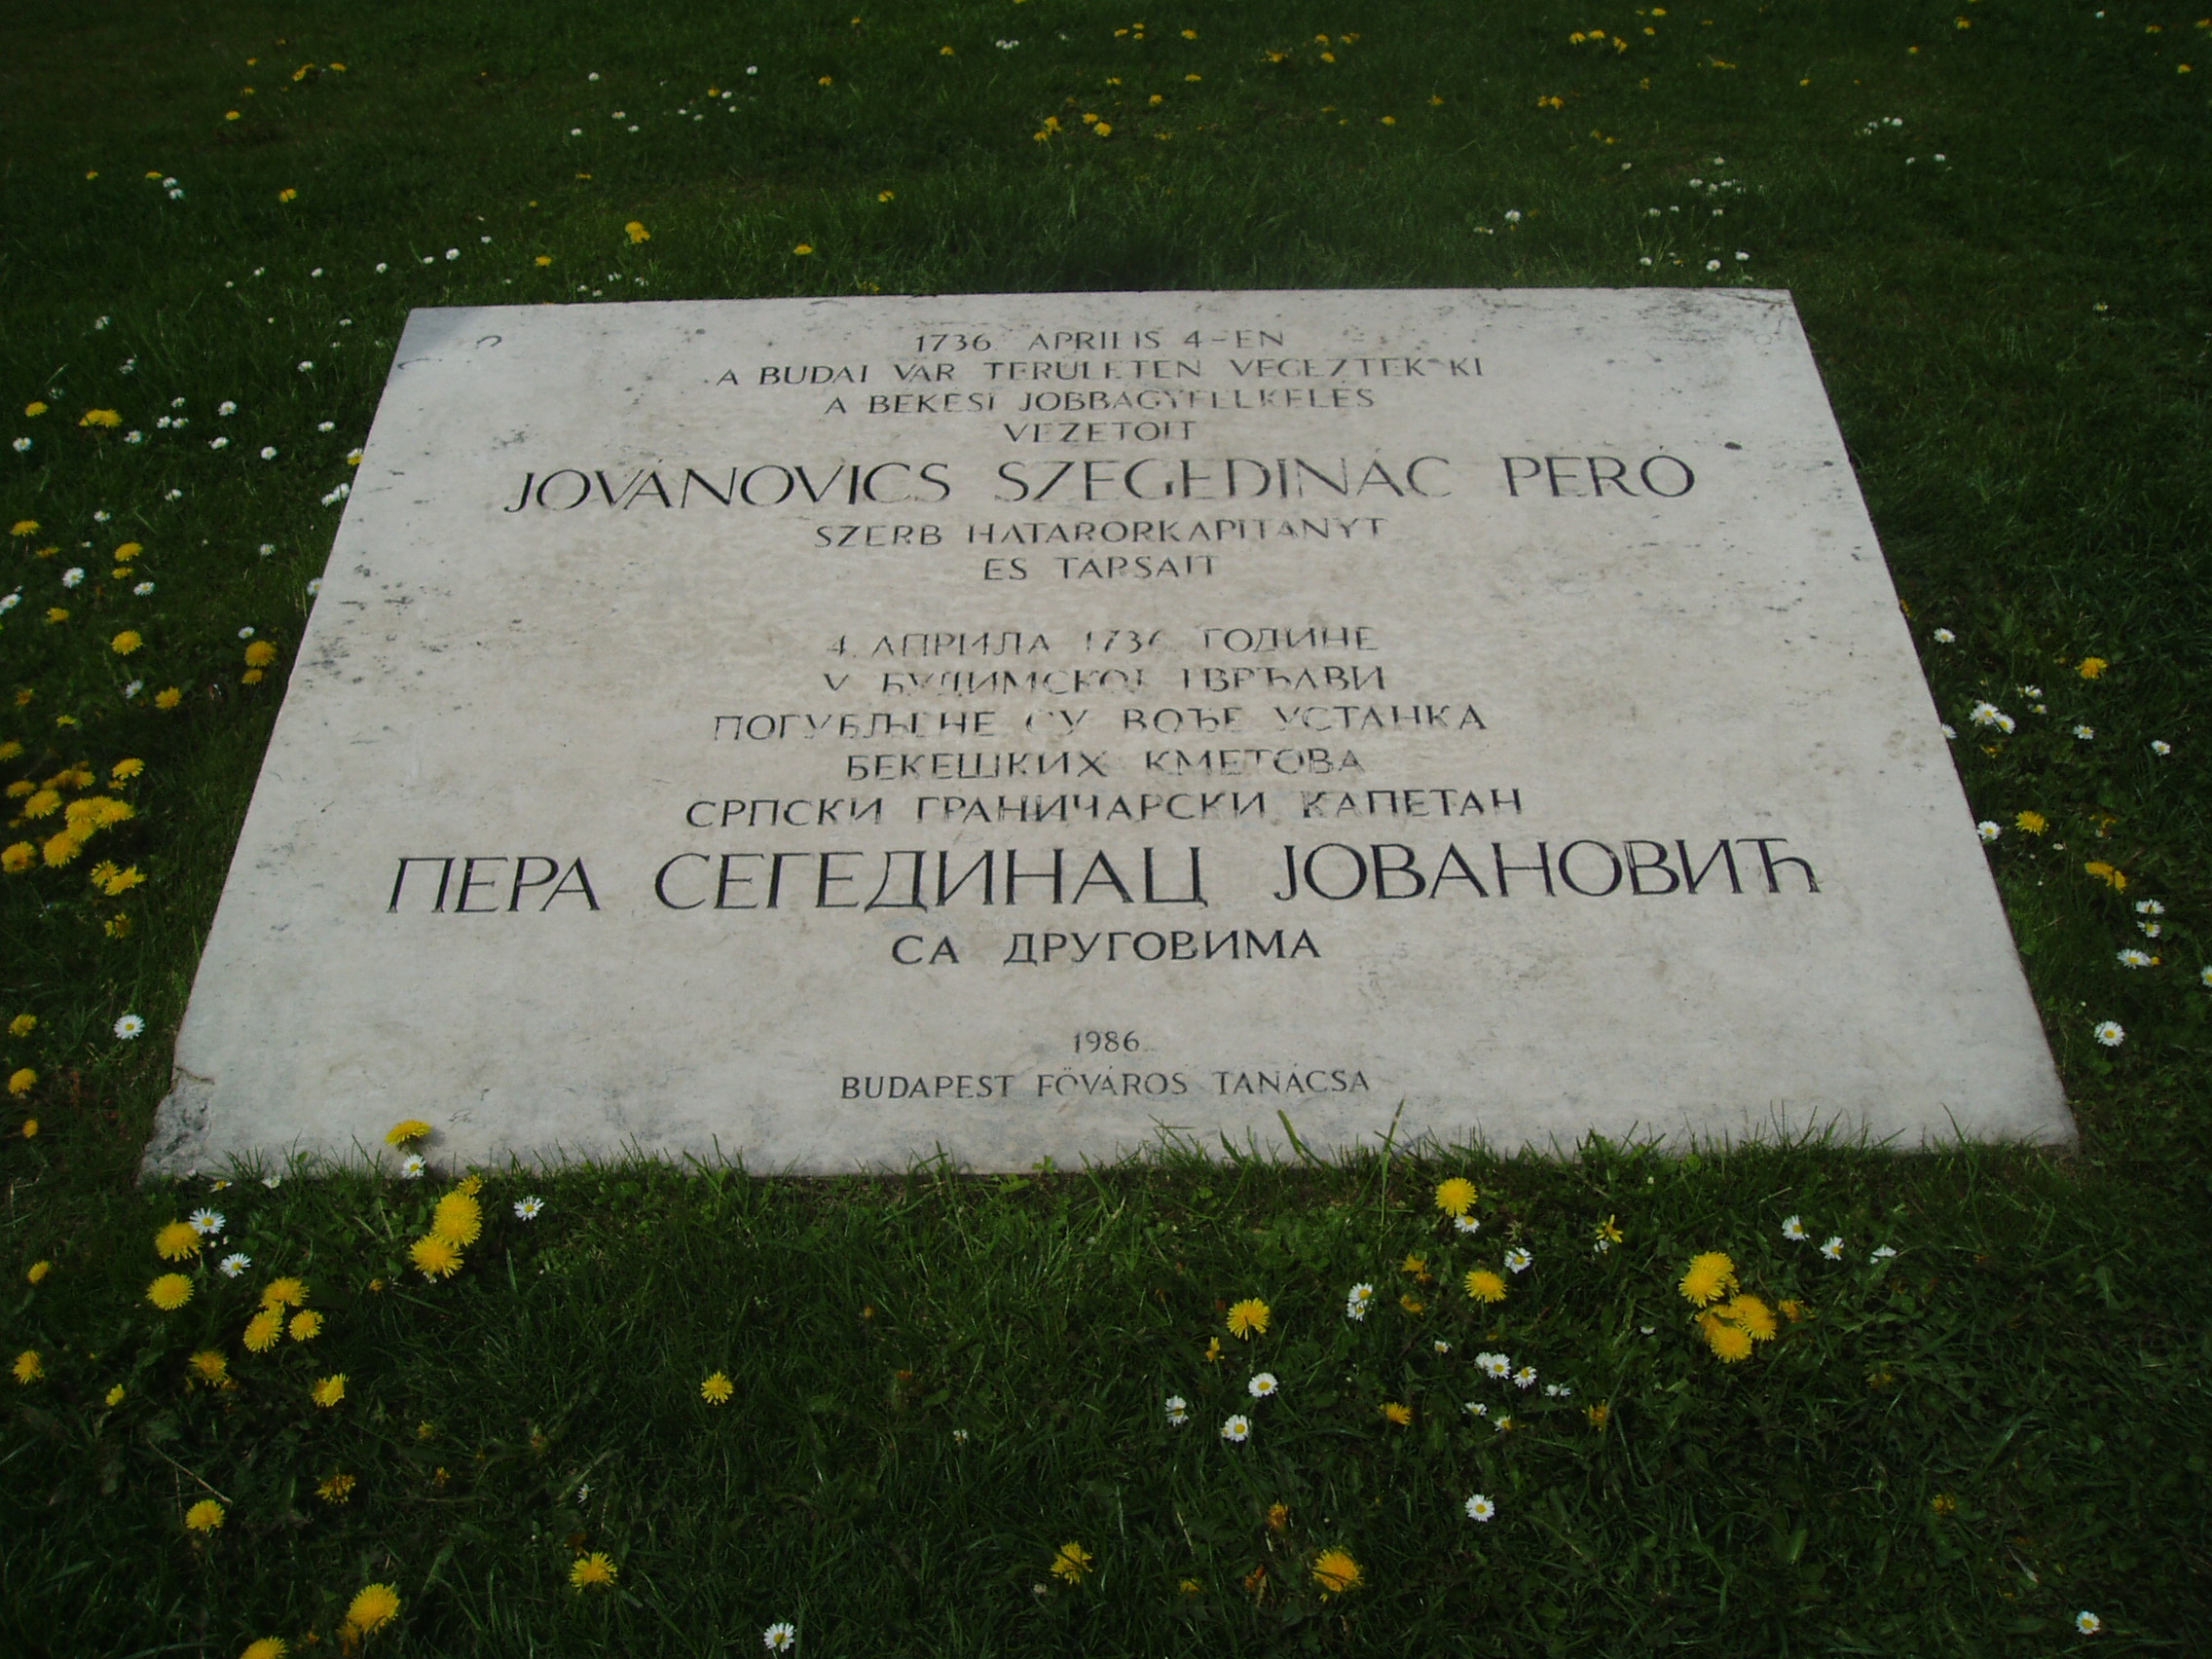 1736. ÁPRILIS 4-ÉN
A BUDAI VÁR TERÜLETÉN VÉGEZTÉK KI
A BÉKÉSI JOBBÁGYFELKELÉS
VEZETŐIT
JOVÁNOVICS SZEGEDINÁC PÉRÓ
SZERB HATÁRŐRKAPITÁNYT
ÉS TÁRSAIT
4. АПРИЛА 1736. ГОДИНЕ
У БУДИМСКОЈ ТВРЂАВИ
ПОГУБЉЕНЕ СУ ВОЂЕ УСТАНКА
БЕКЕШКИХ КМЕТОВА
СРПСКИ ГРАНИЧАРСКИ КАПЕТАН
ПЕРА СЕГЕДИНАЦ ЈОВАНОВИЋ
СА ДРУГОВИМА
1986
BUDAPEST FŐVÁROS TANÁCSA